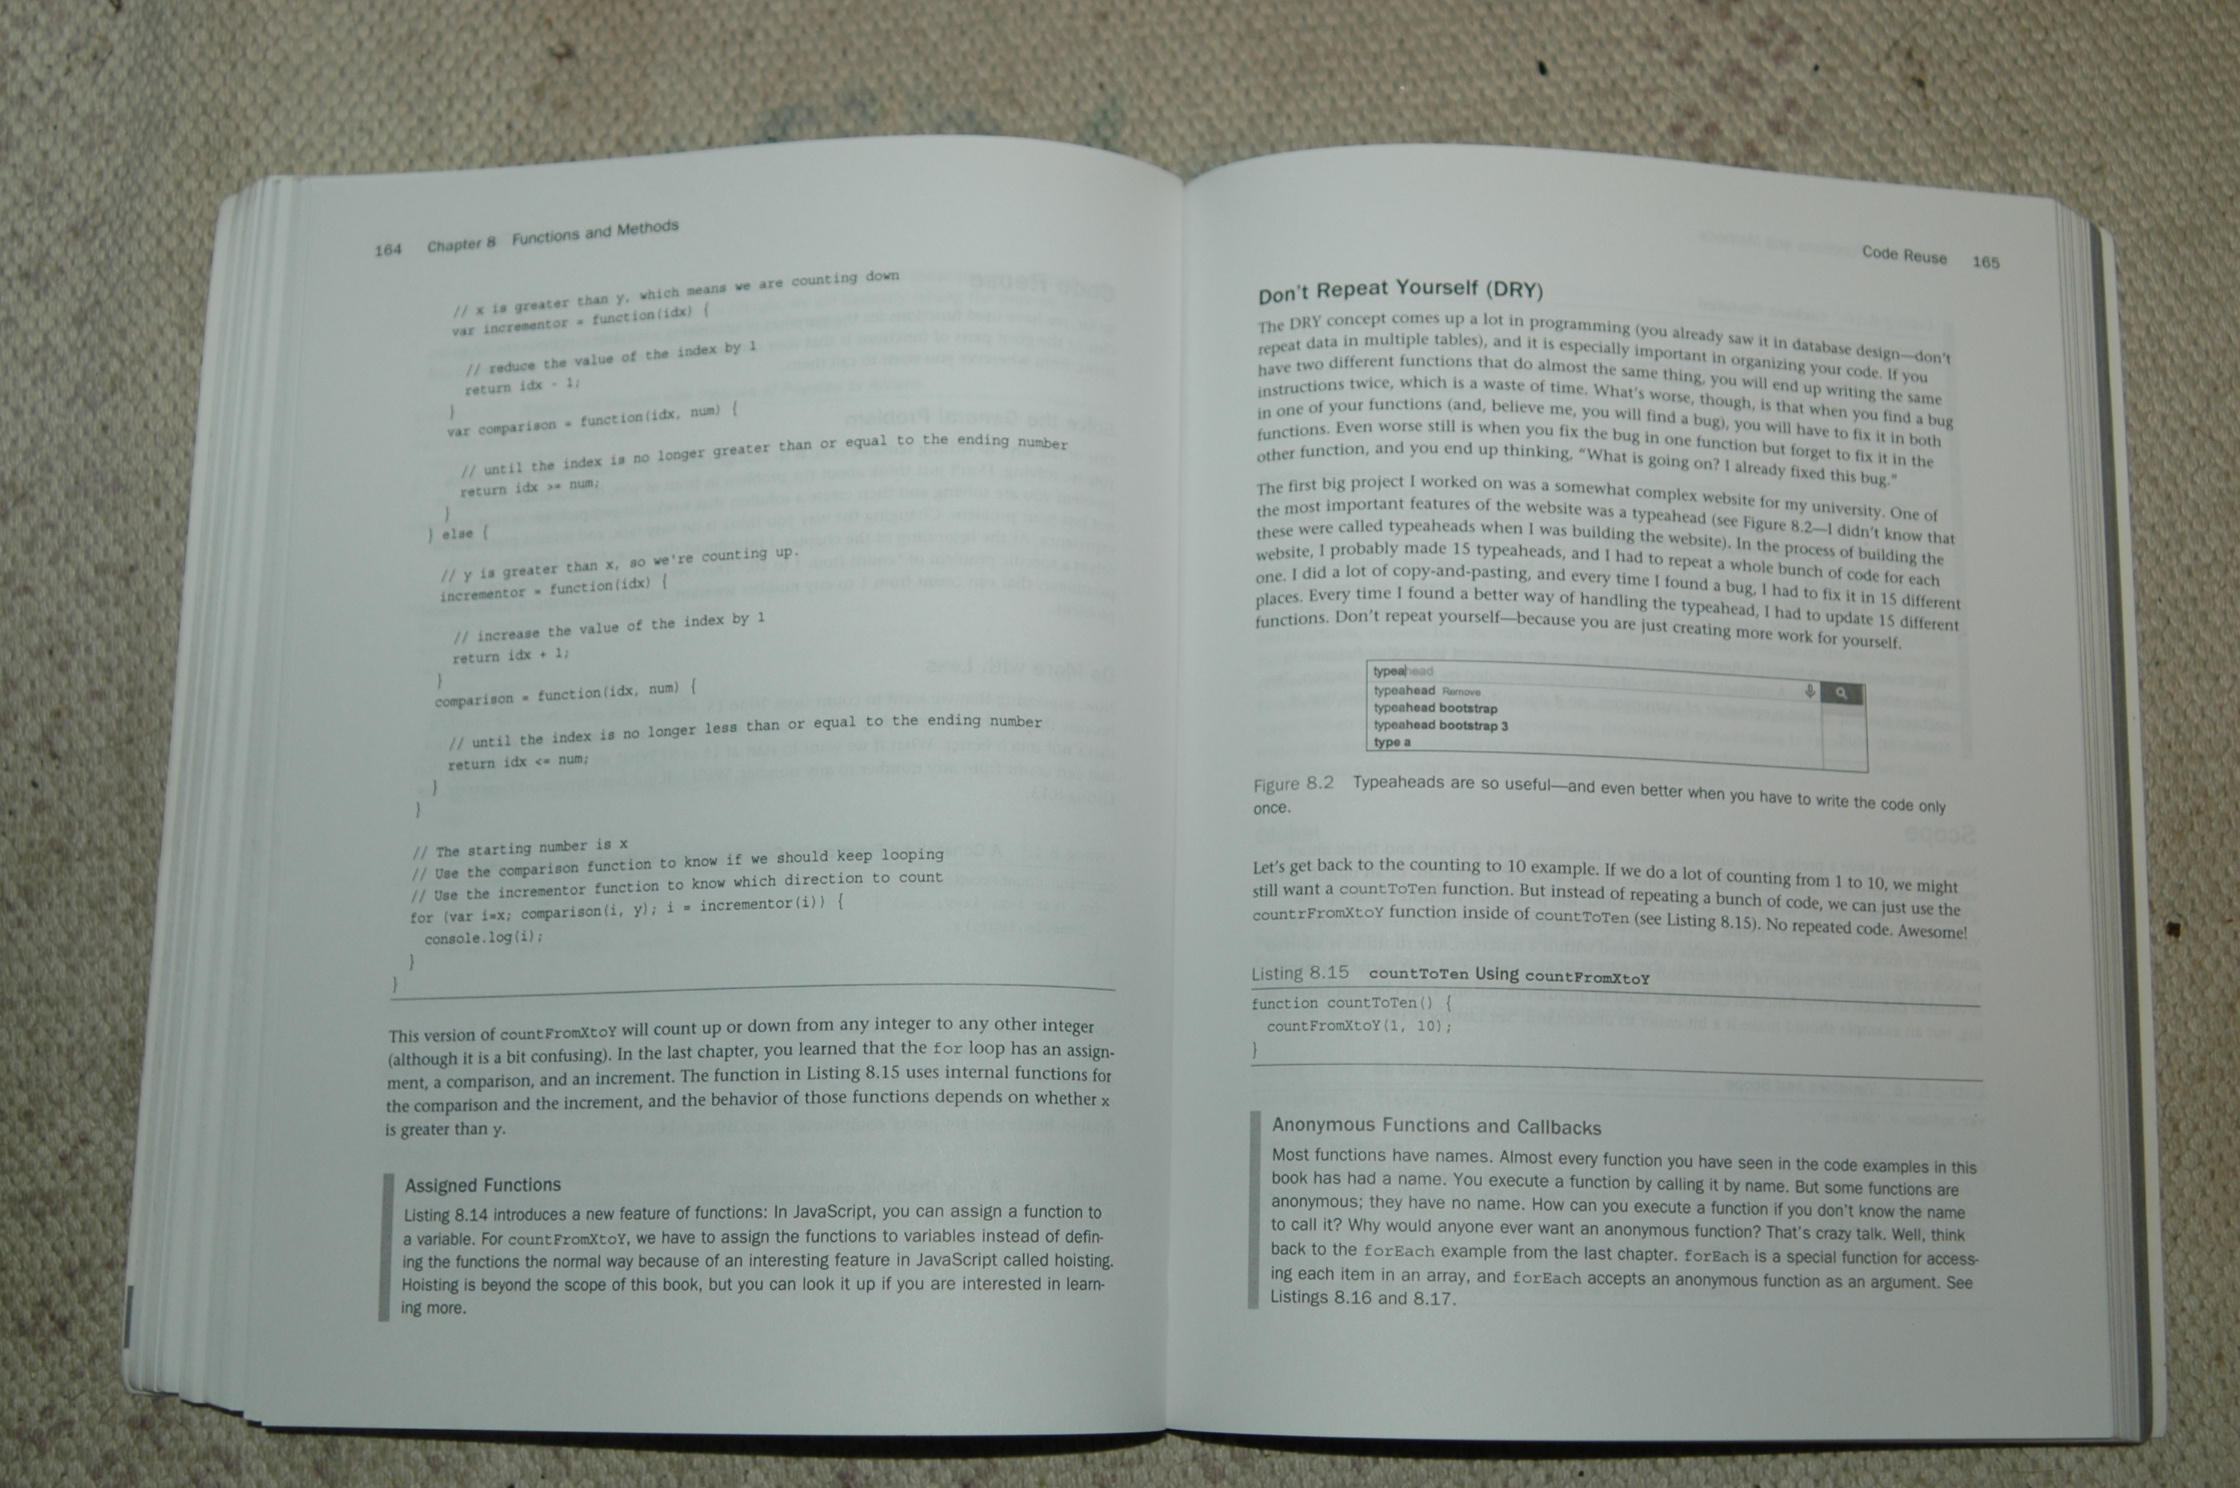 164 Chapter 8 Functions and Methods
// x is greater than y, which means we are counting down
var incrementor = function(idx) {
// reduce the value of the index by 1
return idx - 1;
}
var comparison = function(idx, num) {
// until the index is no longer greater than or equal to the ending number
return idx >= num;
}
} else {
// y is greater than x, so we're counting up.
incrementor = function(idx) {
// increase the value of the index by 1
return idx + 1;
}
comparison = function(idx, num) {
// until the index is no longer less than or equal to the ending number
return idx <= num;
}
}
// The starting number is x
// Use the comparison function to know if we should keep looping
// Use the incrementor function to know which direction to count
for (var i=x; comparison(i, y); i = incrementor(i)) {
console.log(i);
}
}
This version of countFromXtoY will count up or down from any integer to any other integer
(although it is a bit confusing). In the last chapter, you learned that the for loop has an assign-
ment, a comparison, and an increment. The function in Listing 8.15 uses internal functions for
the comparison and the increment, and the behavior of those functions depends on whether x
is greater than y.
Assigned Functions
Listing 8.14 introduces a new feature of functions: In JavaScript, you can assign a function to
a variable. For countFromXtoY, we have to assign the functions to variables instead of defin-
ing the functions the normal way because of an interesting feature in JavaScript called hoisting.
Hoisting is beyond the scope of this book, but you can look it up if you are interested in learn-
ing more.
Code Reuse 165
Don't Repeat Yourself (DRY)
The DRY concept comes up a lot in programming (you already saw it in database design—don't
repeat data in multiple tables), and it is especially important in organizing your code. If you
have two different functions that do almost the same thing, you will end up writing the same
instructions twice, which is a waste of time. What's worse, though, is that when you find a bug
in one of your functions (and, believe me, you will find a bug), you will have to fix it in both
functions. Even worse still is when you fix the bug in one function but forget to fix it in the
other function, and you end up thinking, "What is going on? I already fixed this bug."
The first big project I worked on was a somewhat complex website for my university. One of
the most important features of the website was a typeahead (see Figure 8.2—I didn't know that
these were called typeaheads when I was building the website). In the process of building the
website, I probably made 15 typeaheads, and I had to repeat a whole bunch of code for each
one. I did a lot of copy-and-pasting, and every time I found a bug, I had to fix it in 15 different
places. Every time I found a better way of handling the typeahead, I had to update 15 different
functions. Don't repeat yourself—because you are just creating more work for yourself.
typeahead
typeahead Remove
typeahead bootstrap
typeahead bootstrap 3
type a
Figure 8.2 Typeaheads are so useful—and even better when you have to write the code only
once.
Let's get back to the counting to 10 example. If we do a lot of counting from 1 to 10, we might
still want a countToTen function. But instead of repeating a bunch of code, we can just use the
countrFromXtoY function inside of countToTen (see Listing 8.15). No repeated code. Awesome!
Listing 8.15 countToTen Using countFromXtoY
function countToTen() {
countFromXtoY(1, 10);
}
Anonymous Functions and Callbacks
Most functions have names. Almost every function you have seen in the code examples in this
book has had a name. You execute a function by calling it by name. But some functions are
anonymous; they have no name. How can you execute a function if you don't know the name
to call it? Why would anyone ever want an anonymous function? That's crazy talk. Well, think
back to the forEach example from the last chapter. forEach is a special function for access-
ing each item in an array, and forEach accepts an anonymous function as an argument. See
Listings 8.16 and 8.17.